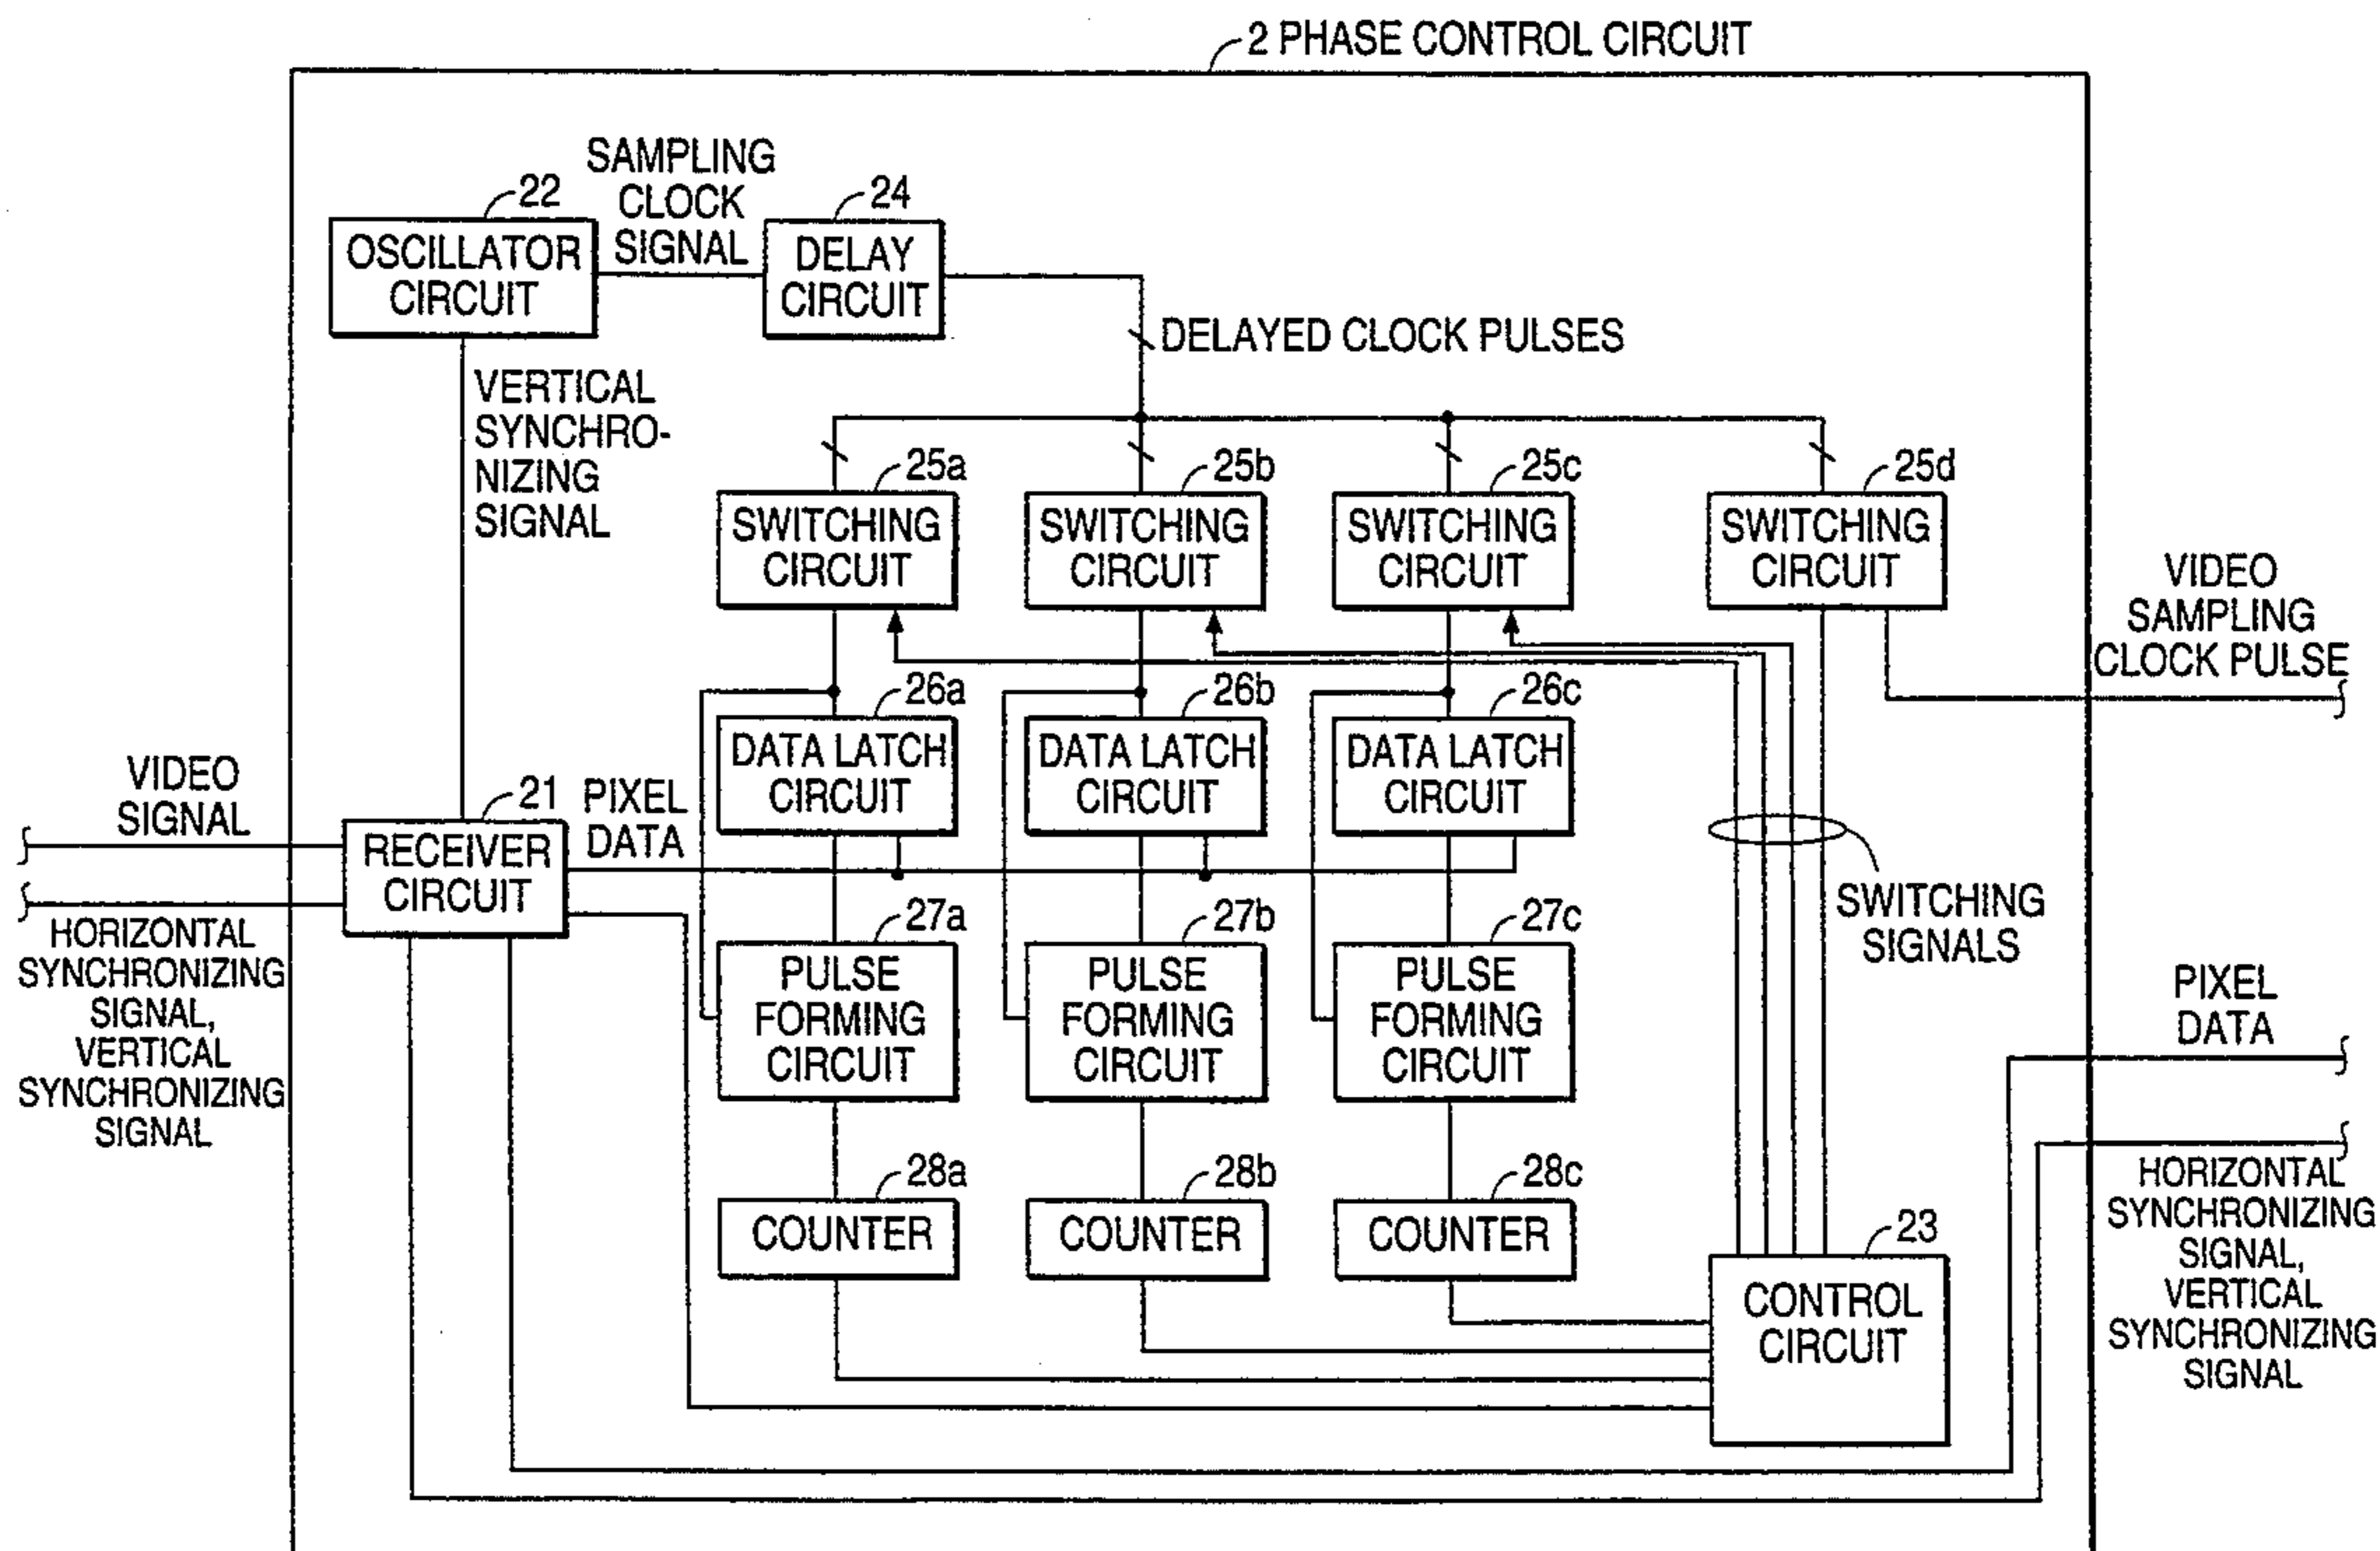 2 PHASE CONTROL CIRCUIT
SAMPLING
CLOCK
SIGNAL
22
OSCILLATOR
CIRCUIT
24
DELAY
CIRCUIT
DELAYED CLOCK PULSES
VERTICAL
SYNCHRO-
NIZING
SIGNAL
25a
SWITCHING
CIRCUIT
25b
SWITCHING
CIRCUIT
25c
SWITCHING
CIRCUIT
25d
SWITCHING
CIRCUIT
VIDEO
SAMPLING
CLOCK PULSE
26a
DATA LATCH
CIRCUIT
26b
DATA LATCH
CIRCUIT
26c
DATA LATCH
CIRCUIT
VIDEO
SIGNAL
21
RECEIVER
CIRCUIT
PIXEL
DATA
HORIZONTAL
SYNCHRONIZING
SIGNAL,
VERTICAL
SYNCHRONIZING
SIGNAL
SWITCHING
SIGNALS
27a
PULSE
FORMING
CIRCUIT
27b
PULSE
FORMING
CIRCUIT
27c
PULSE
FORMING
CIRCUIT
PIXEL
DATA
28a
COUNTER
28b
COUNTER
28c
COUNTER
23
CONTROL
CIRCUIT
HORIZONTAL
SYNCHRONIZING
SIGNAL,
VERTICAL
SYNCHRONIZING
SIGNAL